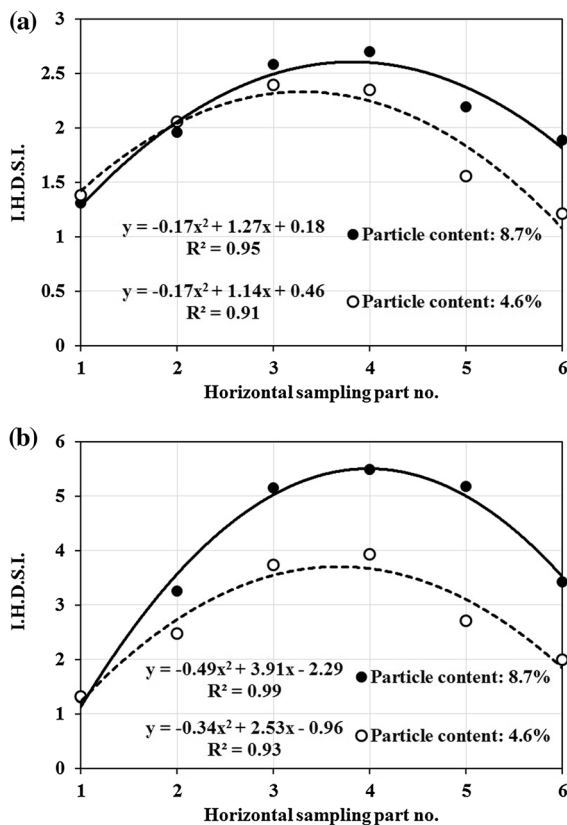 (a)
3
2.5
2
1.5
1
0.5
0
I.H.D.S.I.
y = -0.17x² + 1.27x + 0.18
R² = 0.95
Particle content: 8.7%
y = -0.17x² + 1.14x + 0.46
R² = 0.91
Particle content: 4.6%
1 2 3 4 5 6
Horizontal sampling part no.
(b)
6
5
4
3
2
1
0
I.H.D.S.I.
y = -0.49x² + 3.91x - 2.29
R² = 0.99
Particle content: 8.7%
y = -0.34x² + 2.53x - 0.96
R² = 0.93
Particle content: 4.6%
1 2 3 4 5 6
Horizontal sampling part no.